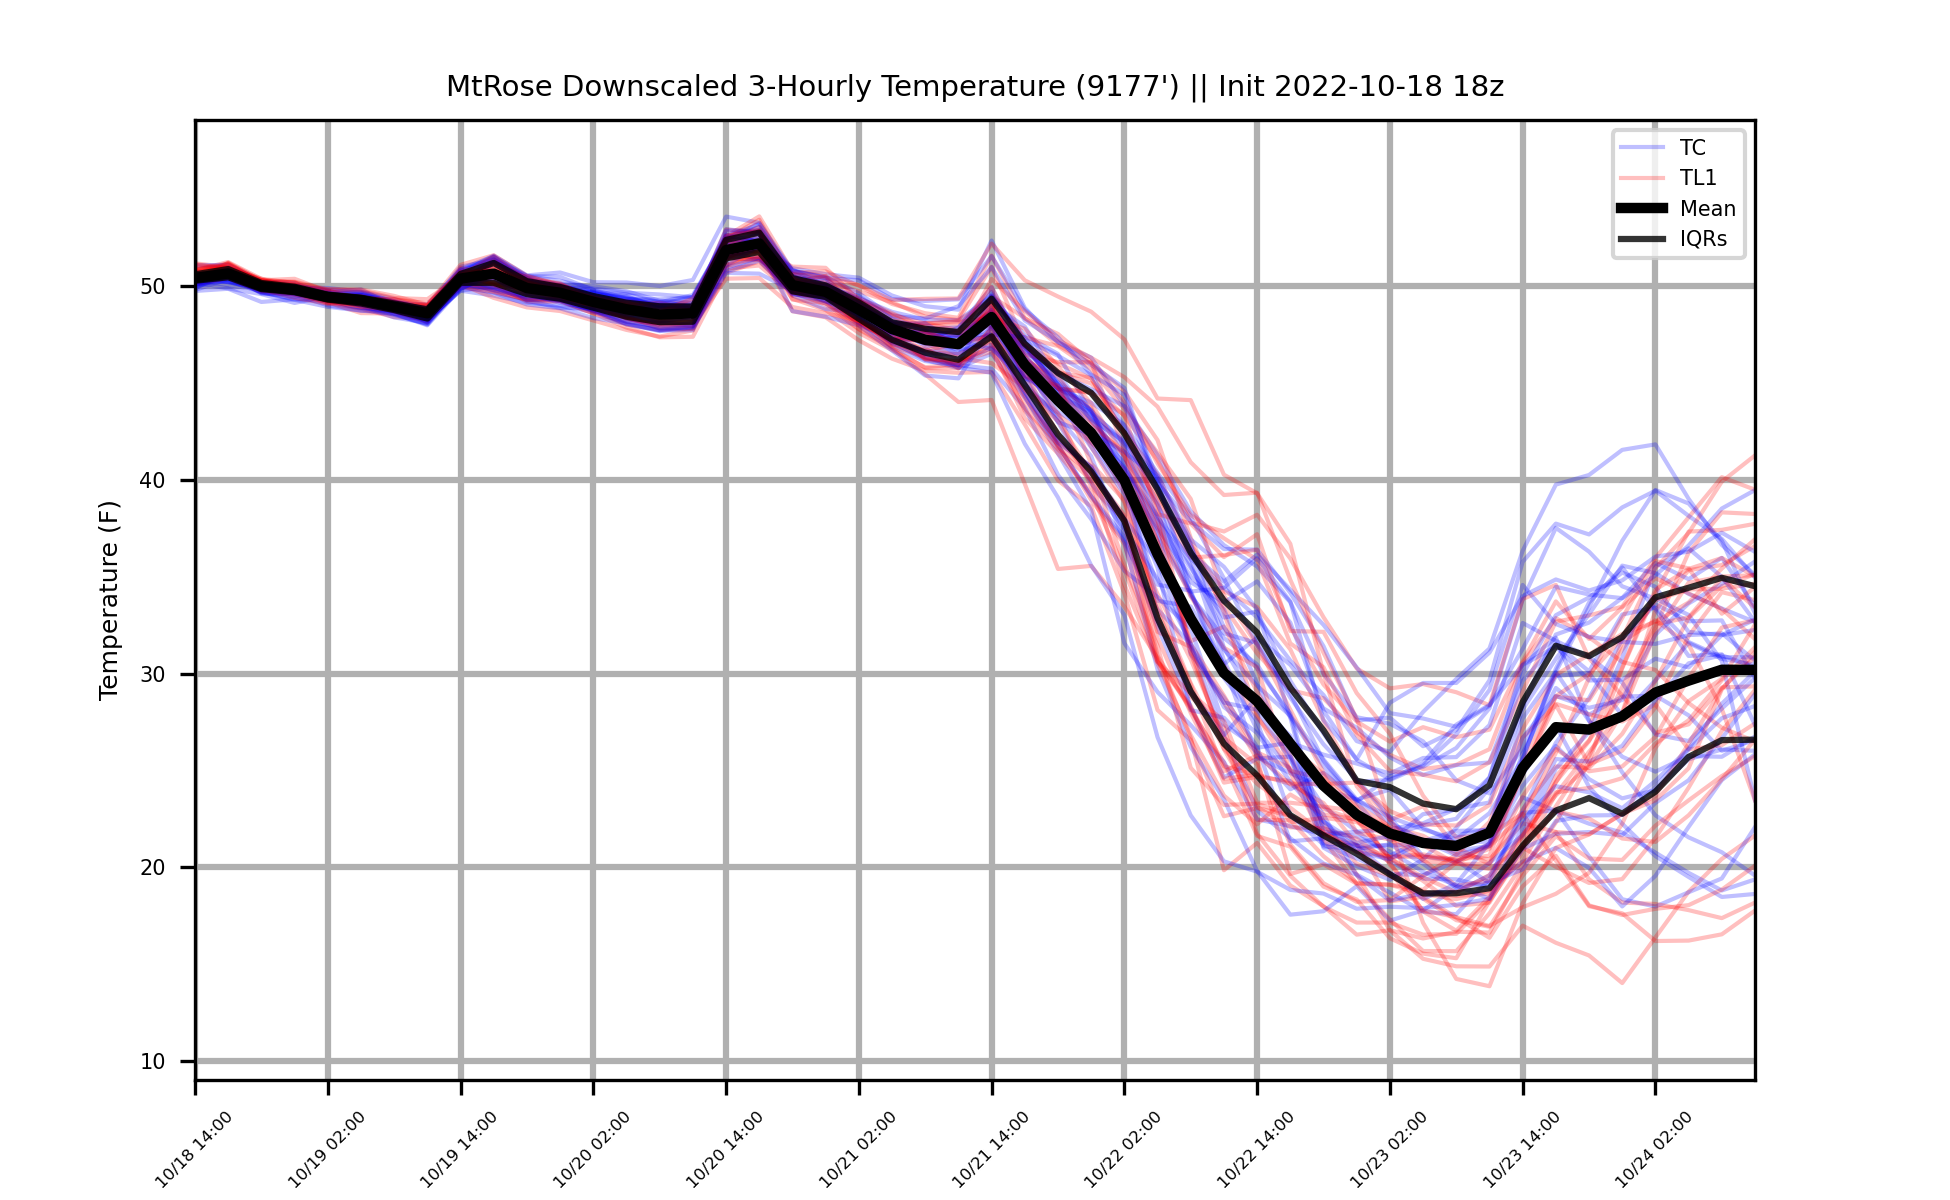 MtRose Downscaled 3-Hourly Temperature (9177') || Init 2022-10-18 18z
TC
TL1
Mean
IQRs
Temperature (F)
50
40
30
20
10
10/18 14:00
10/19 02:00
10/19 14:00
10/20 02:00
10/20 14:00
10/21 02:00
10/21 14:00
10/22 02:00
10/22 14:00
10/23 02:00
10/23 14:00
10/24 02:00